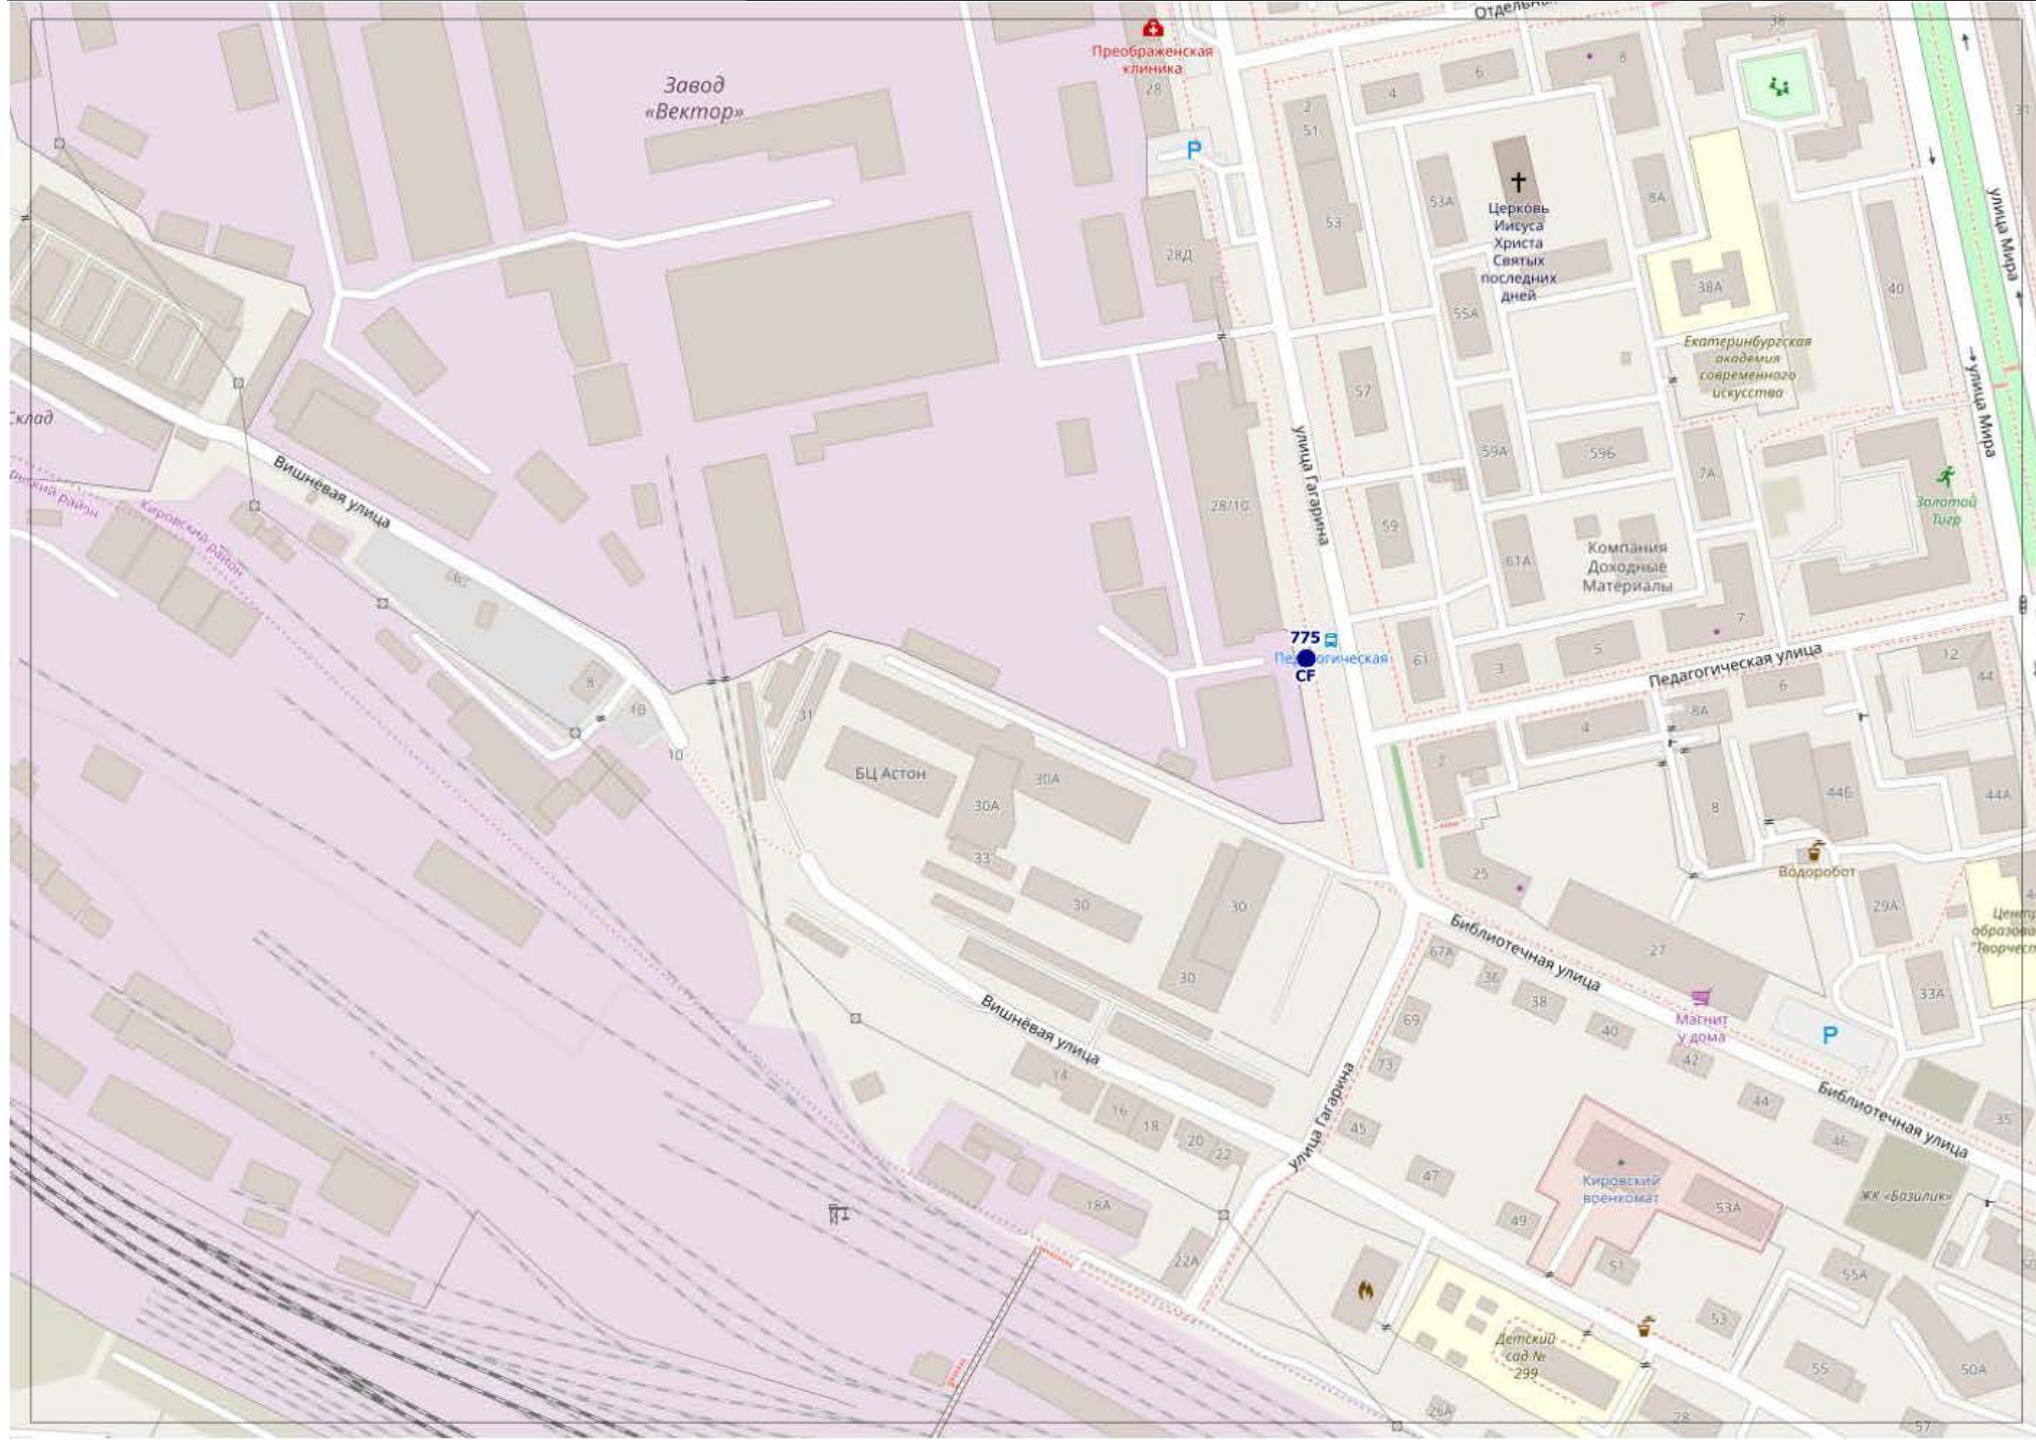 Преображенская
клиника
28
Завод
«Вектор»
2
51
4
6
8
38
53
53А
8А
28Д
Церковь
Иисуса
Христа
Святых
последних
дней
38А
40
улица Мира
55А
Екатеринбургская
академия
современного
искусства
57
улица Мира
Склад
59А
59Б
7А
улица Гагарина
28/10
59
Золотой
Тигр
Вишнёвая улица
Кировский район
61А
Компания
Доходные
Материалы
6
7
775
CF
61
3
5
Педагогическая улица
12
44
8
10
10
31
6
8А
4
2
БЦ Астон
30А
30А
8
44Б
44А
33
Водоробот
25
30
30
29А
27
Библиотечная улица
67А
36
38
33А
30
Магнит
у дома
69
40
42
73
Вишнёвая улица
14
16
18
20
22
улица Гагарина
45
44
46
Библиотечная улица
35
47
Кировский
военкомат
53А
ЖК «Базилик»
18А
49
22А
51
55А
53
Детский
сад №
299
55
50А
26А
28
57